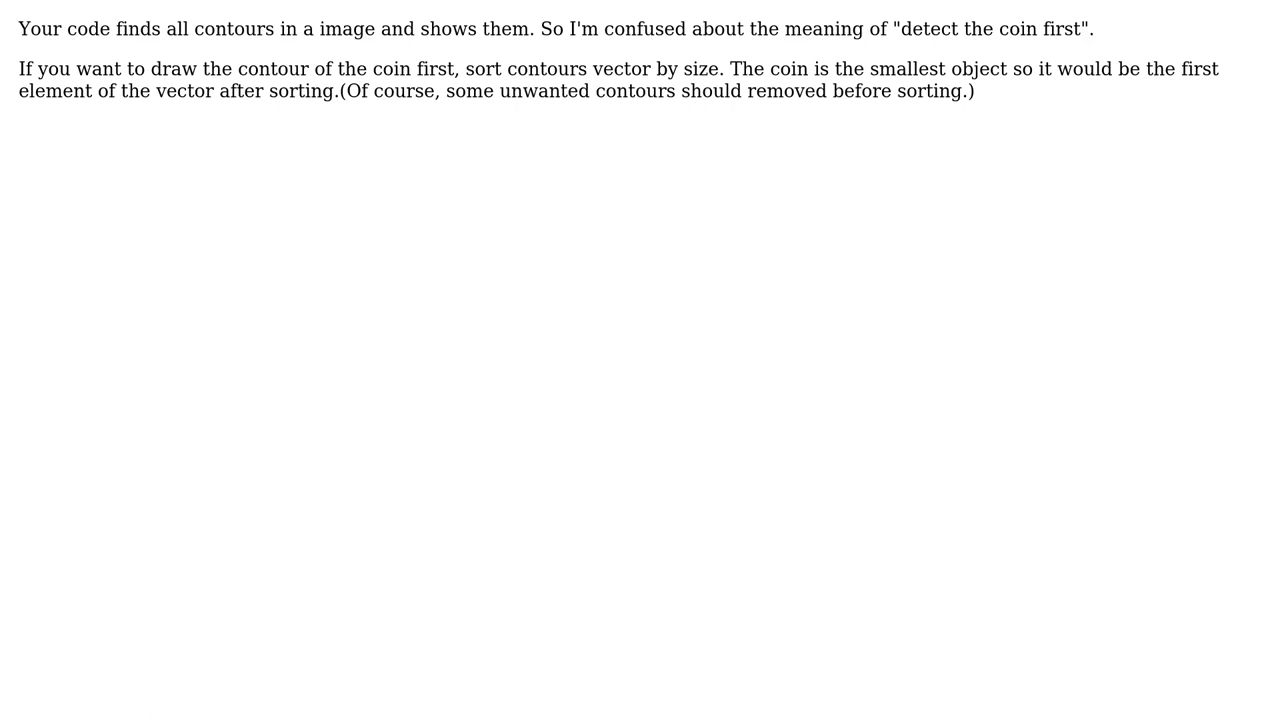 Your code finds all contours in a image and shows them. So I'm confused about the meaning of "detect the coin first".
If you want to draw the contour of the coin first, sort contours vector by size. The coin is the smallest object so it would be the first
element of the vector after sorting.(Of course, some unwanted contours should removed before sorting.)